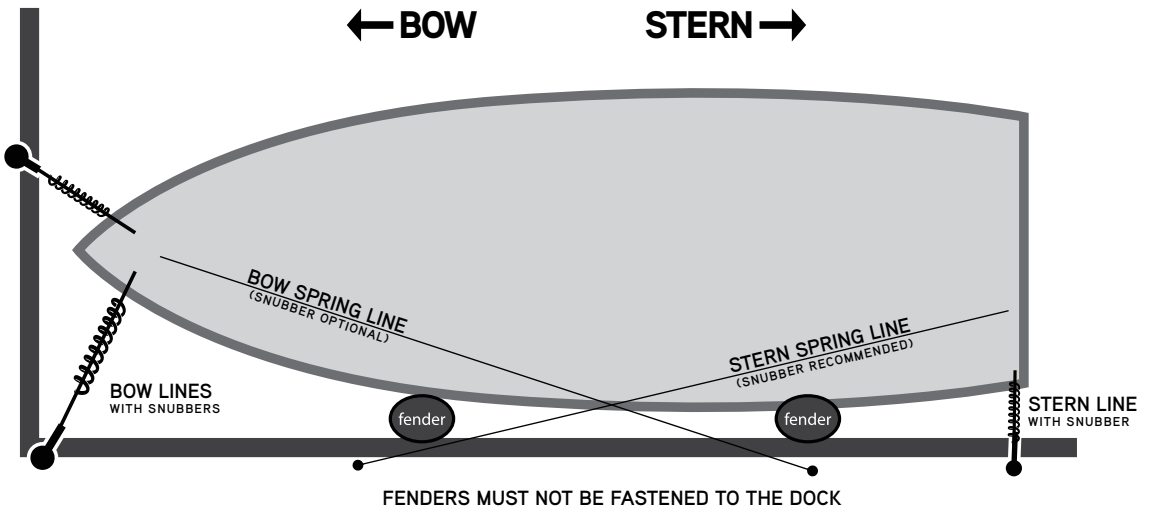 BOW
STERN
BOW SPRING LINE
(SNUBBER OPTIONAL)
STERN SPRING LINE
(SNUBBER RECOMMENDED)
BOW LINES
WITH SNUBBERS
fender
fender
STERN LINE
WITH SNUBBER
FENDERS MUST NOT BE FASTENED TO THE DOCK